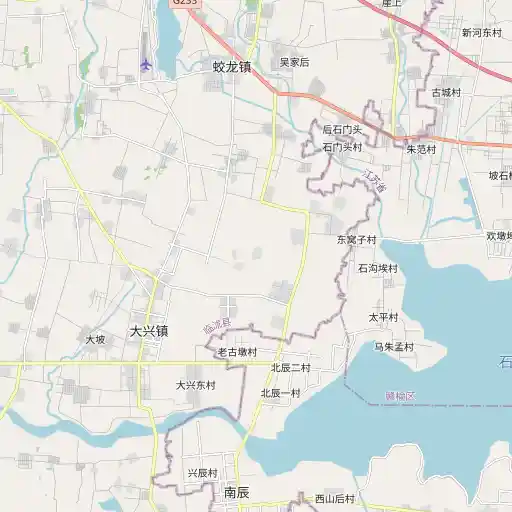 G233
崖上
新河东村
吴家后
蛟龙镇
古城村
后石门头
石门头村
朱范村
江苏省
坡石桥
东窝子村
欢墩埠
石沟埃村
太平村
临沭县
大兴镇
大坡
老古墩村
马朱孟村
石
北辰二村
大兴东村
北辰一村
赣榆区
兴辰村
南辰
西山后村